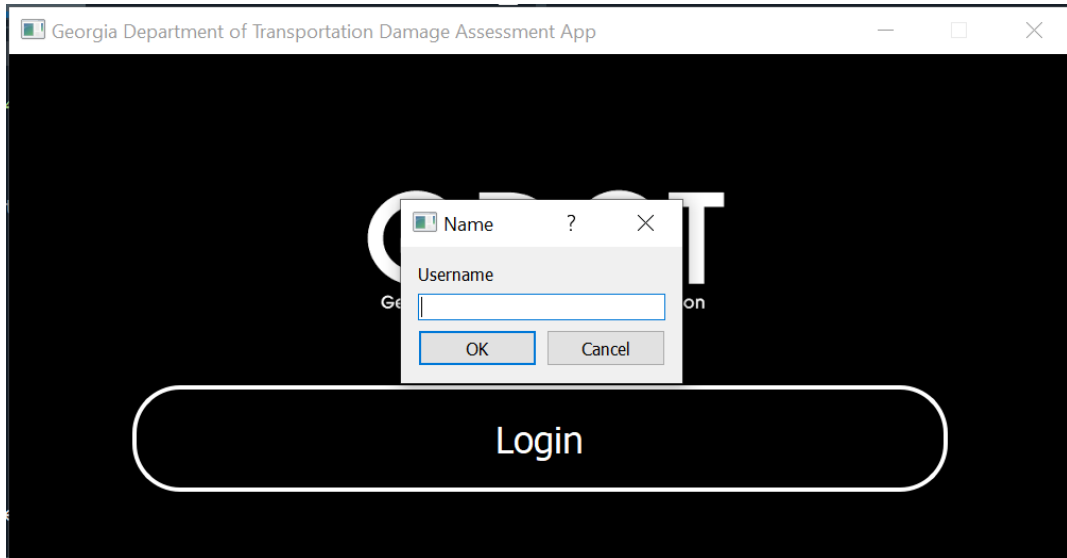 Georgia Department of Transportation Damage Assessment App
Name
?
Username
OK
Cancel
Login